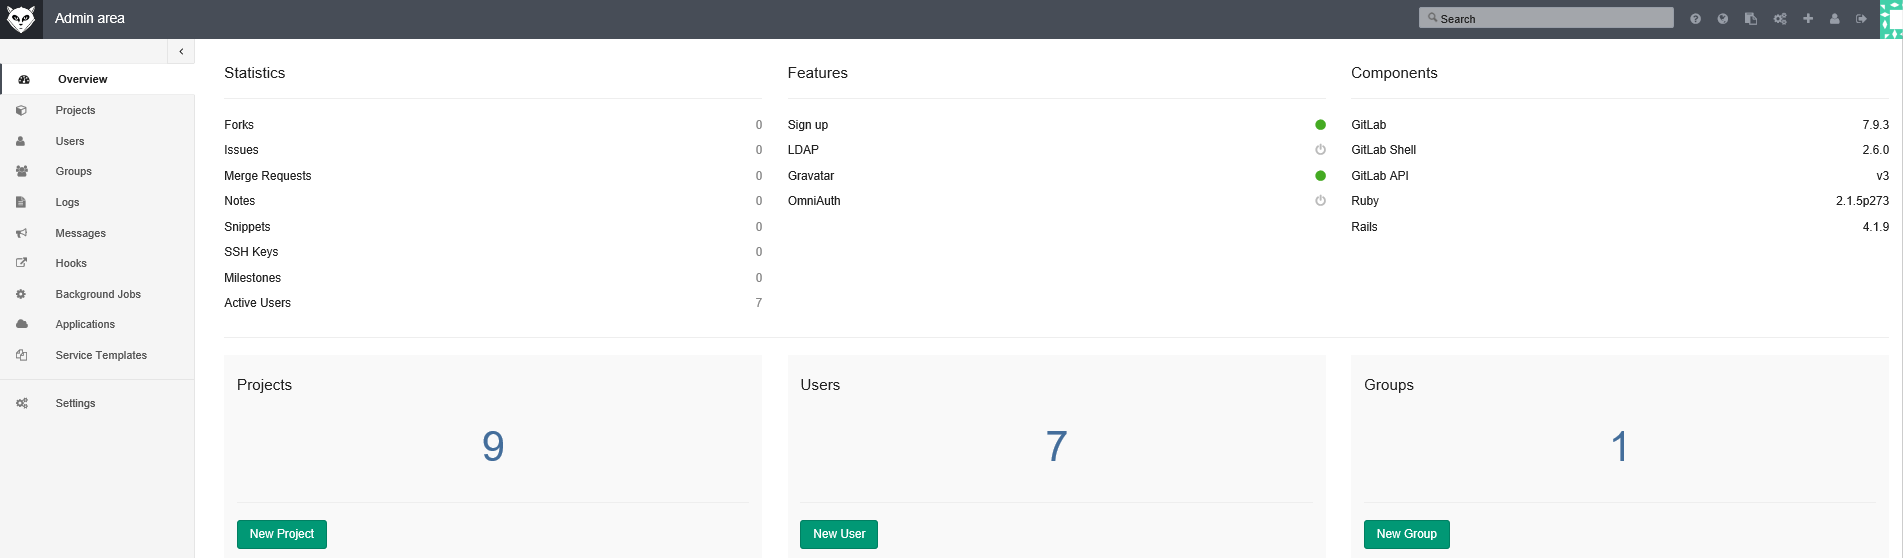 Admin area
Search
Overview
Projects
Users
Groups
Logs
Messages
Hooks
Background Jobs
Applications
Service Templates
Settings
Statistics
Forks 0
Issues 0
Merge Requests 0
Notes 0
Snippets 0
SSH Keys 0
Milestones 0
Active Users 7
Features
Sign up
LDAP
Gravatar
OmniAuth
Components
GitLab 7.9.3
GitLab Shell 2.6.0
GitLab API v3
Ruby 2.1.5p273
Rails 4.1.9
Projects
9
New Project
Users
7
New User
Groups
1
New Group